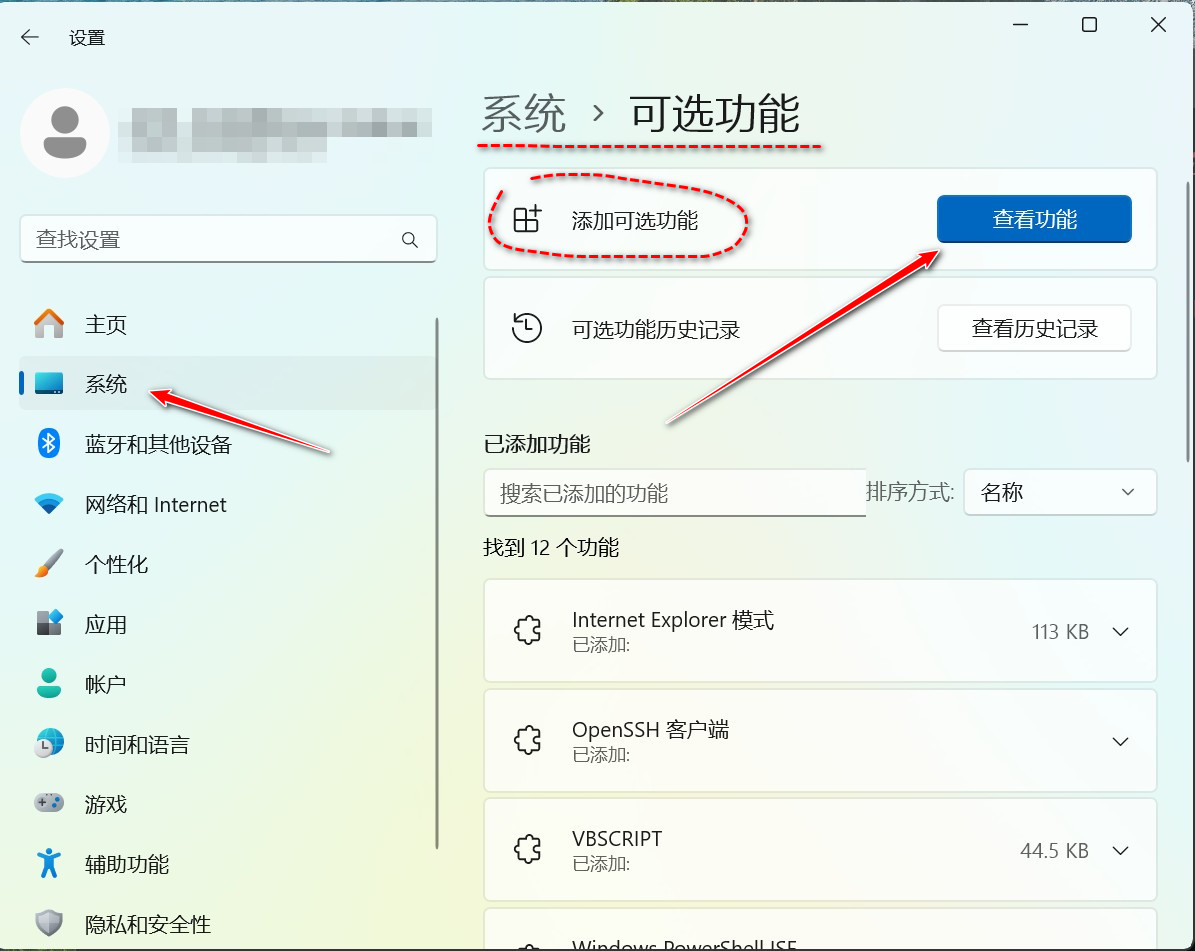 设置
查找设置
主页
系统
蓝牙和其他设备
网络和 Internet
个性化
应用
帐户
时间和语言
游戏
辅助功能
隐私和安全性
系统 › 可选功能
添加可选功能
查看功能
可选功能历史记录
查看历史记录
已添加功能
搜索已添加的功能
排序方式:
名称
找到 12 个功能
Internet Explorer 模式
已添加:
113 KB
OpenSSH 客户端
已添加:
VBSCRIPT
已添加:
44.5 KB
Windows PowerShell ISE